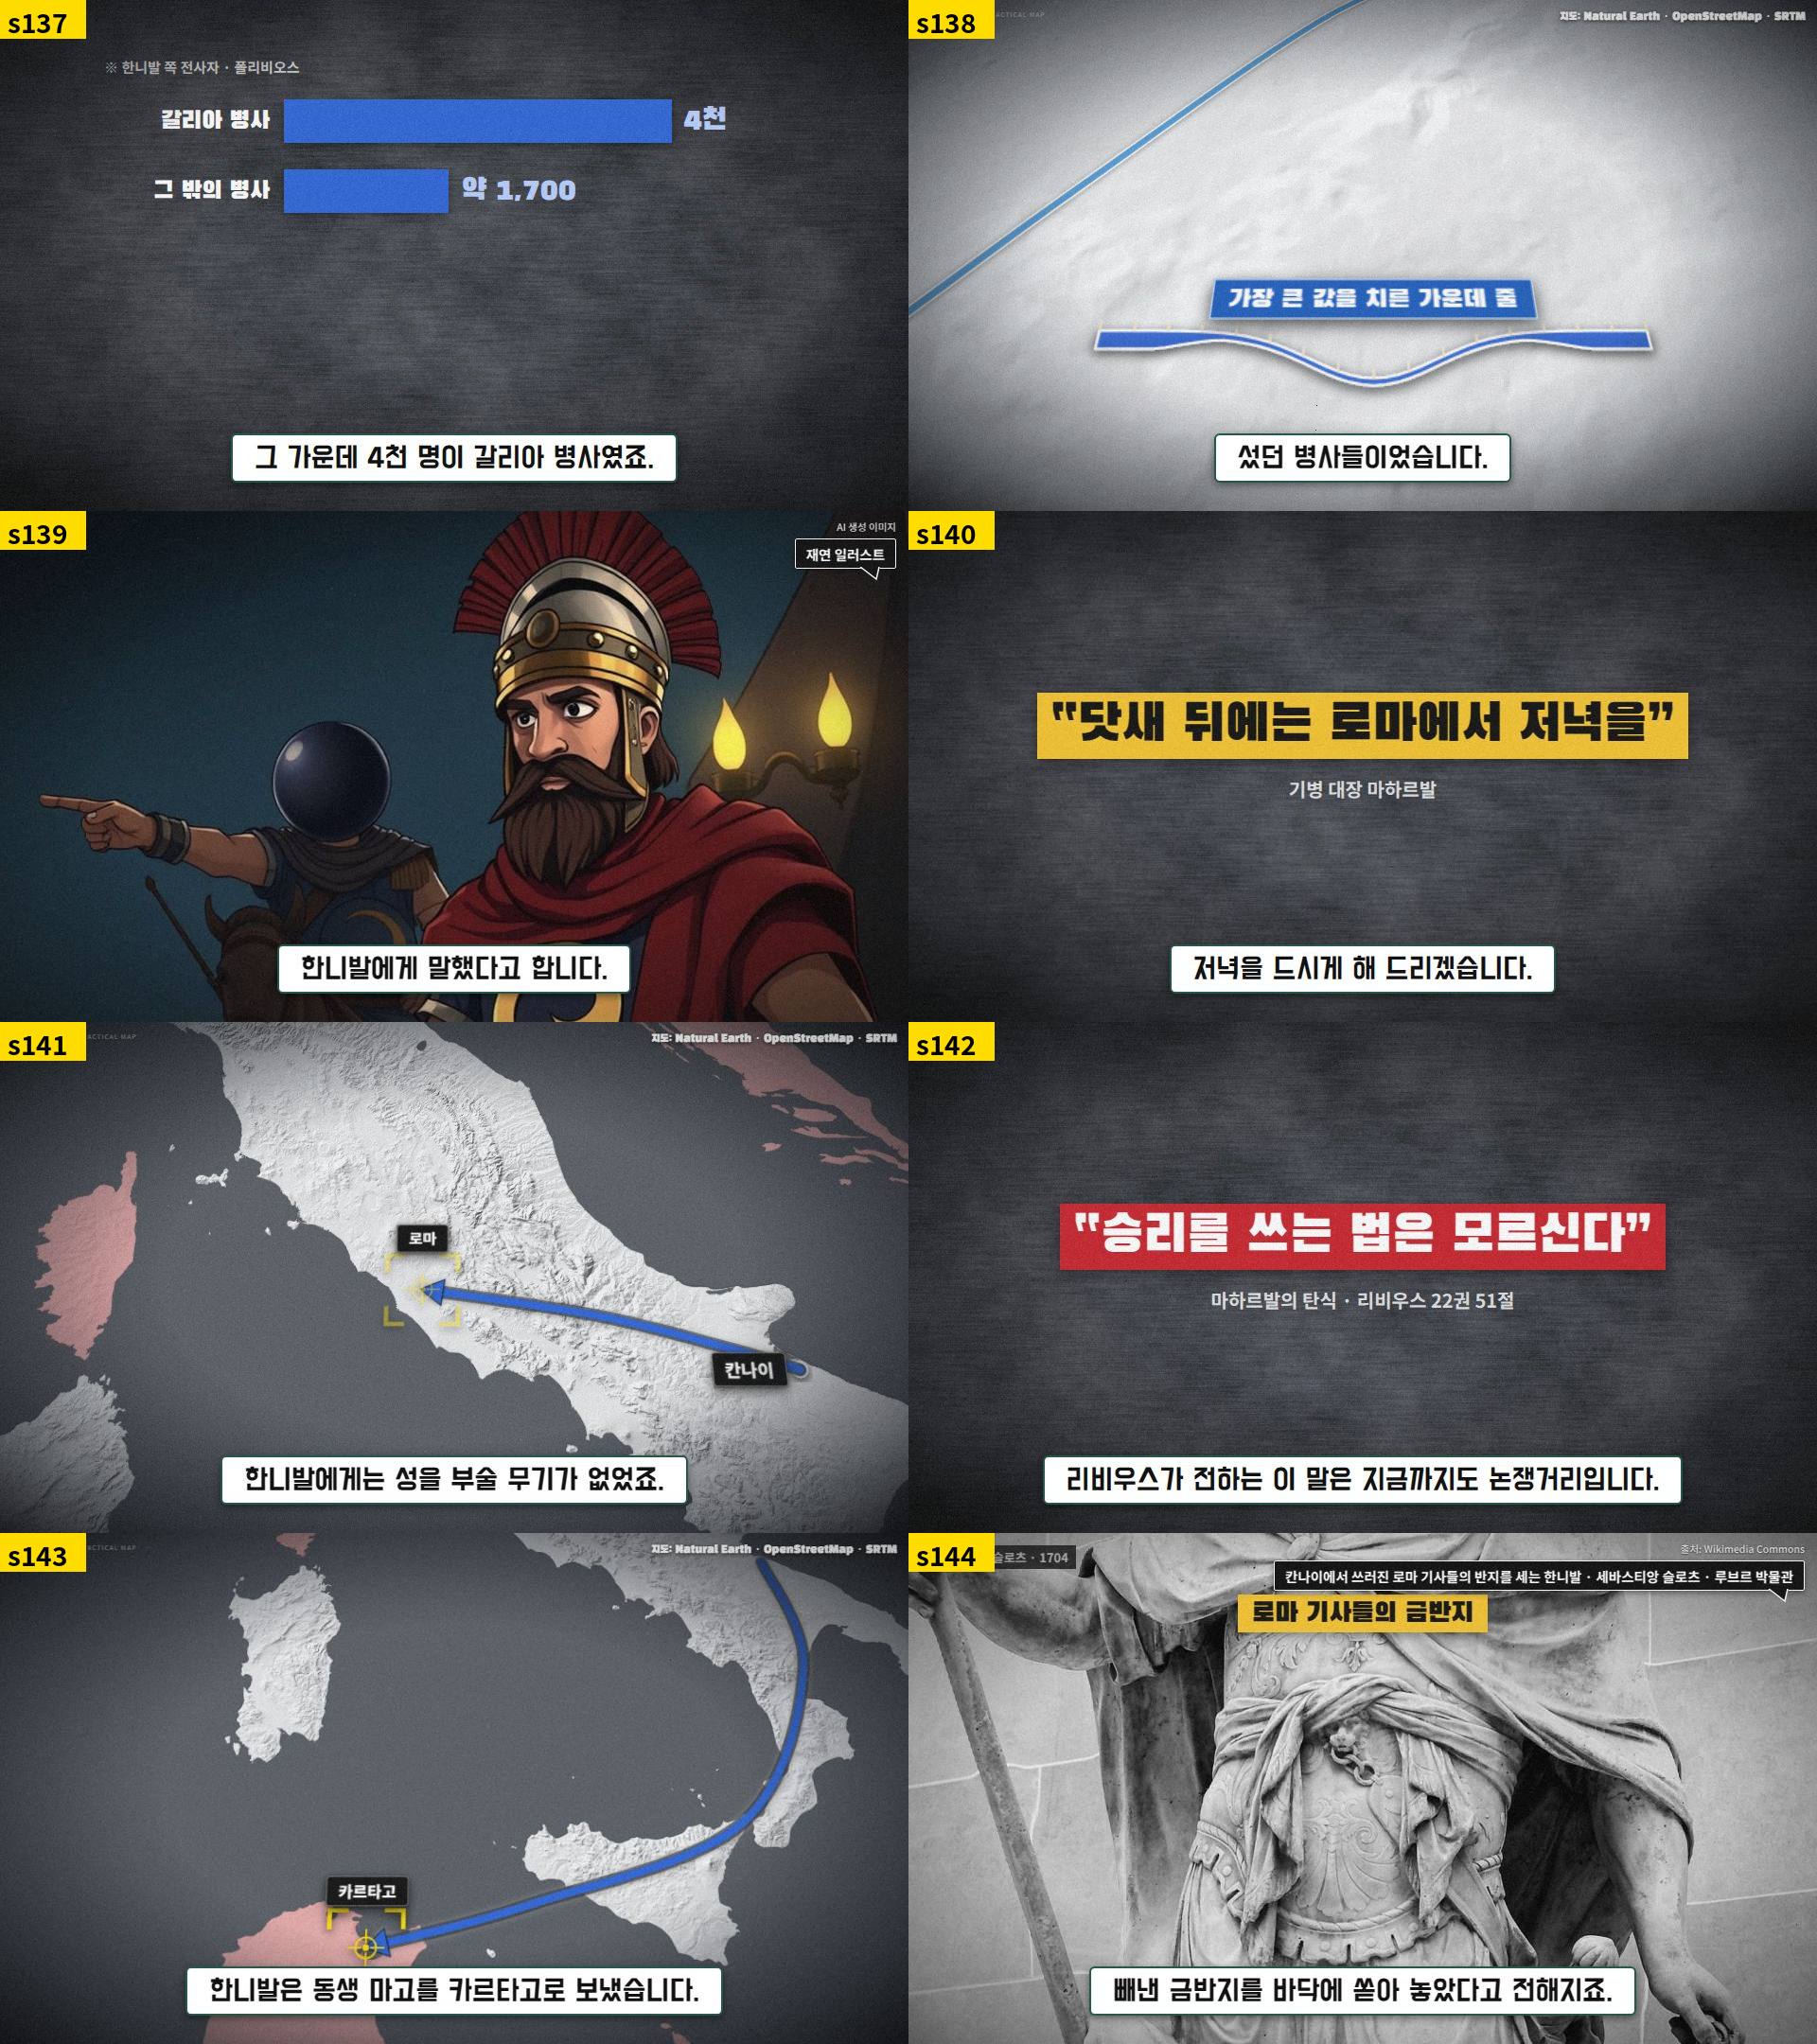 s137
※ 한니발 쪽 전사자 · 폴리비오스
갈리아 병사
4천
그 밖의 병사
약 1,700
그 가운데 4천 명이 갈리아 병사였죠.
s138
ACTICAL MAP
지도: Natural Earth · OpenStreetMap · SRTM
가장 큰 값을 치른 가운데 줄
섰던 병사들이었습니다.
s139
AI 생성 이미지
재연 일러스트
한니발에게 말했다고 합니다.
s140
“닷새 뒤에는 로마에서 저녁을”
기병 대장 마하르발
저녁을 드시게 해 드리겠습니다.
s141
ACTICAL MAP
지도: Natural Earth · OpenStreetMap · SRTM
로마
칸나이
한니발에게는 성을 부술 무기가 없었죠.
s142
“승리를 쓰는 법은 모르신다”
마하르발의 탄식 · 리비우스 22권 51절
리비우스가 전하는 이 말은 지금까지도 논쟁거리입니다.
s143
ACTICAL MAP
지도: Natural Earth · OpenStreetMap · SRTM
카르타고
한니발은 동생 마고를 카르타고로 보냈습니다.
s144
슬로츠 · 1704
출처: Wikimedia Commons
칸나이에서 쓰러진 로마 기사들의 반지를 세는 한니발 · 세바스티앙 슬로츠 · 루브르 박물관
로마 기사들의 금반지
빼낸 금반지를 바닥에 쏟아 놓았다고 전해지죠.